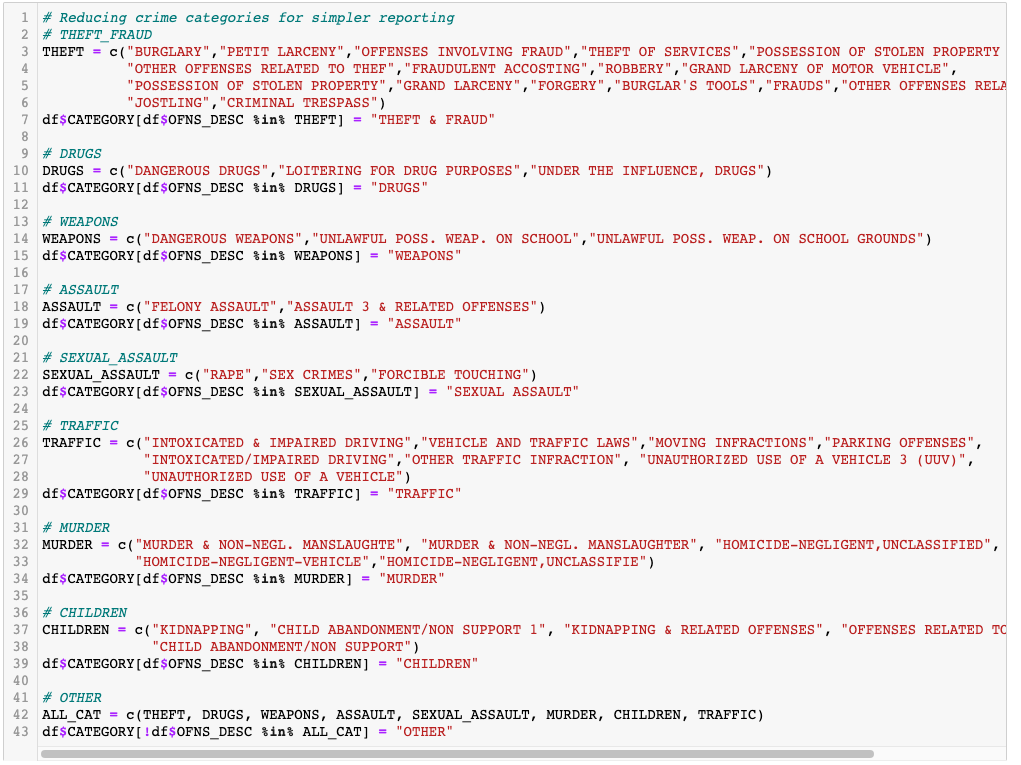 1 # Reducing crime categories for simpler reporting
2 # THEFT_FRAUD
3 THEFT = c("BURGLARY","PETIT LARCENY","OFFENSES INVOLVING FRAUD","THEFT OF SERVICES","POSSESSION OF STOLEN PROPERTY
4 "OTHER OFFENSES RELATED TO THEF","FRAUDULENT ACCOSTING","ROBBERY","GRAND LARCENY OF MOTOR VEHICLE",
5 "POSSESSION OF STOLEN PROPERTY","GRAND LARCENY","FORGERY","BURGLAR'S TOOLS","FRAUDS","OTHER OFFENSES RELA
6 "JOSTLING","CRIMINAL TRESPASS")
7 df$CATEGORY[df$OFNS_DESC %in% THEFT] = "THEFT & FRAUD"
8
9 # DRUGS
10 DRUGS = c("DANGEROUS DRUGS","LOITERING FOR DRUG PURPOSES","UNDER THE INFLUENCE, DRUGS")
11 df$CATEGORY[df$OFNS_DESC %in% DRUGS] = "DRUGS"
12
13 # WEAPONS
14 WEAPONS = c("DANGEROUS WEAPONS","UNLAWFUL POSS. WEAP. ON SCHOOL","UNLAWFUL POSS. WEAP. ON SCHOOL GROUNDS")
15 df$CATEGORY[df$OFNS_DESC %in% WEAPONS] = "WEAPONS"
16
17 # ASSAULT
18 ASSAULT = c("FELONY ASSAULT","ASSAULT 3 & RELATED OFFENSES")
19 df$CATEGORY[df$OFNS_DESC %in% ASSAULT] = "ASSAULT"
20
21 # SEXUAL_ASSAULT
22 SEXUAL_ASSAULT = c("RAPE","SEX CRIMES","FORCIBLE TOUCHING")
23 df$CATEGORY[df$OFNS_DESC %in% SEXUAL_ASSAULT] = "SEXUAL ASSAULT"
24
25 # TRAFFIC
26 TRAFFIC = c("INTOXICATED & IMPAIRED DRIVING","VEHICLE AND TRAFFIC LAWS","MOVING INFRACTIONS","PARKING OFFENSES",
27 "INTOXICATED/IMPAIRED DRIVING","OTHER TRAFFIC INFRACTION", "UNAUTHORIZED USE OF A VEHICLE 3 (UUV)",
28 "UNAUTHORIZED USE OF A VEHICLE")
29 df$CATEGORY[df$OFNS_DESC %in% TRAFFIC] = "TRAFFIC"
30
31 # MURDER
32 MURDER = c("MURDER & NON-NEGL. MANSLAUGHTE", "MURDER & NON-NEGL. MANSLAUGHTER", "HOMICIDE-NEGLIGENT,UNCLASSIFIED",
33 "HOMICIDE-NEGLIGENT-VEHICLE","HOMICIDE-NEGLIGENT,UNCLASSIFIE")
34 df$CATEGORY[df$OFNS_DESC %in% MURDER] = "MURDER"
35
36 # CHILDREN
37 CHILDREN = c("KIDNAPPING", "CHILD ABANDONMENT/NON SUPPORT 1", "KIDNAPPING & RELATED OFFENSES", "OFFENSES RELATED TO
38 "CHILD ABANDONMENT/NON SUPPORT")
39 df$CATEGORY[df$OFNS_DESC %in% CHILDREN] = "CHILDREN"
40
41 # OTHER
42 ALL_CAT = c(THEFT, DRUGS, WEAPONS, ASSAULT, SEXUAL_ASSAULT, MURDER, CHILDREN, TRAFFIC)
43 df$CATEGORY[!df$OFNS_DESC %in% ALL_CAT] = "OTHER"